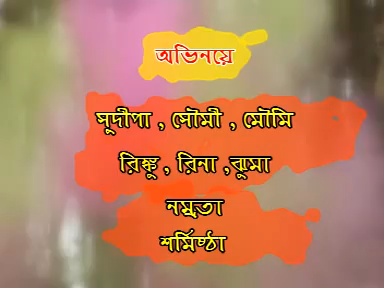 অভিনয়ে
সুদীপা , সৌমী , মৌমি
রিঙ্কু , রিনা ,ঝুমা
নম্রতা
শর্মিষ্ঠা